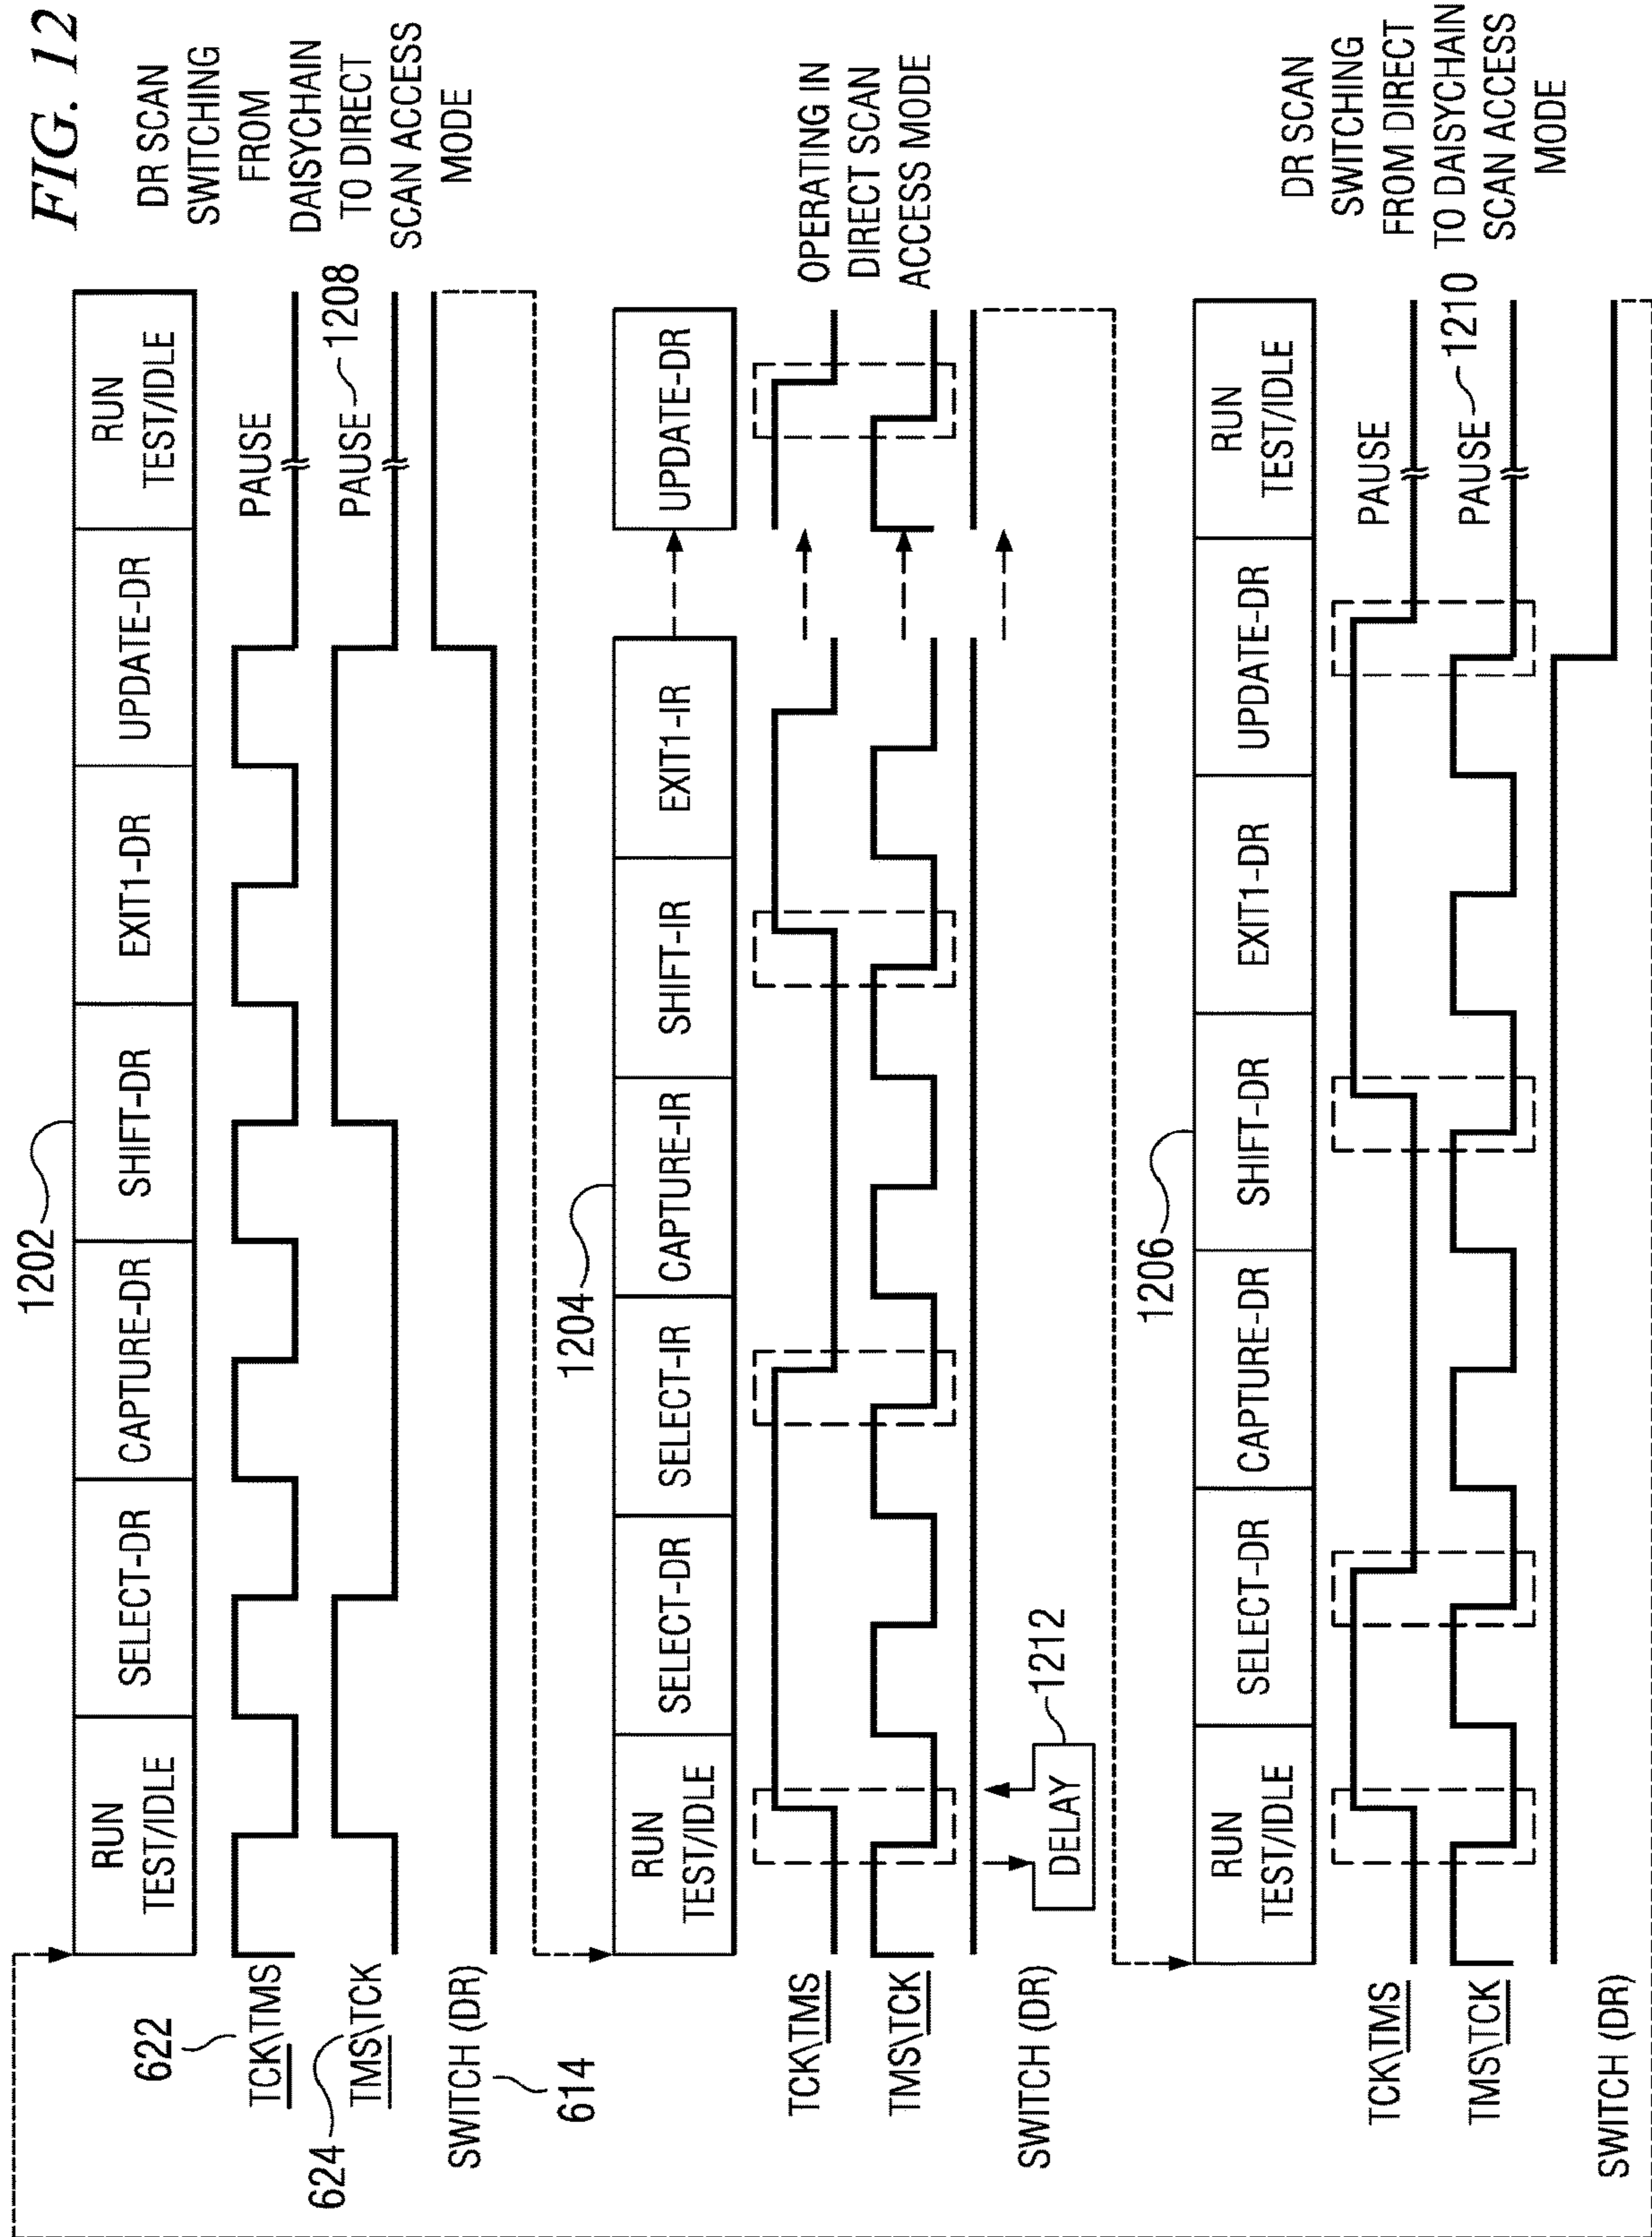 FIG. 12
1202
RUN
TEST/IDLE
SELECT-DR
CAPTURE-DR
SHIFT-DR
EXIT1-DR
UPDATE-DR
RUN
TEST/IDLE
622
TCK\TMS
PAUSE
624
TMS\TCK
PAUSE
1208
SWITCH (DR)
614
DR SCAN
SWITCHING
FROM
DAISYCHAIN
TO DIRECT
SCAN ACCESS
MODE
1204
RUN
TEST/IDLE
SELECT-DR
SELECT-IR
CAPTURE-IR
SHIFT-IR
EXIT1-IR
UPDATE-DR
TCK\TMS
TMS\TCK
SWITCH (DR)
DELAY
1212
OPERATING IN
DIRECT SCAN
ACCESS MODE
1206
RUN
TEST/IDLE
SELECT-DR
CAPTURE-DR
SHIFT-DR
EXIT1-DR
UPDATE-DR
RUN
TEST/IDLE
TCK\TMS
PAUSE
TMS\TCK
PAUSE
1210
SWITCH (DR)
DR SCAN
SWITCHING
FROM DIRECT
TO DAISYCHAIN
SCAN ACCESS
MODE